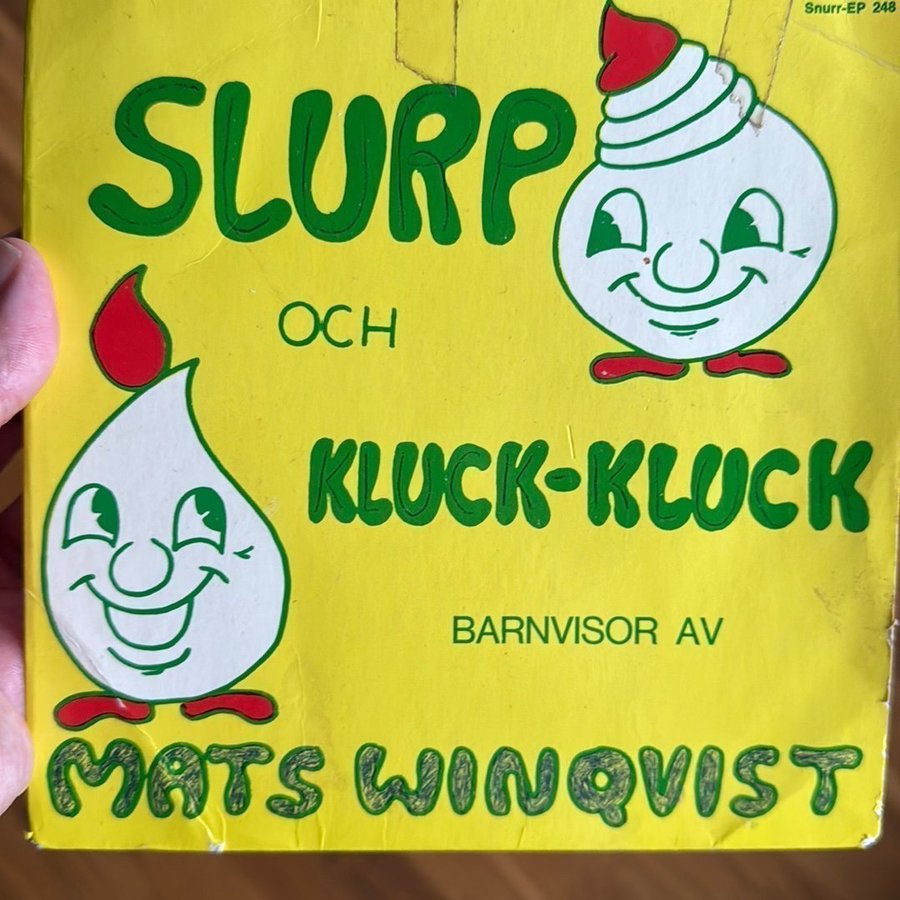 Snurr-EP 248
SLURP
OCH
KLUCK-KLUCK
BARNVISOR AV
MATS WINQVIST